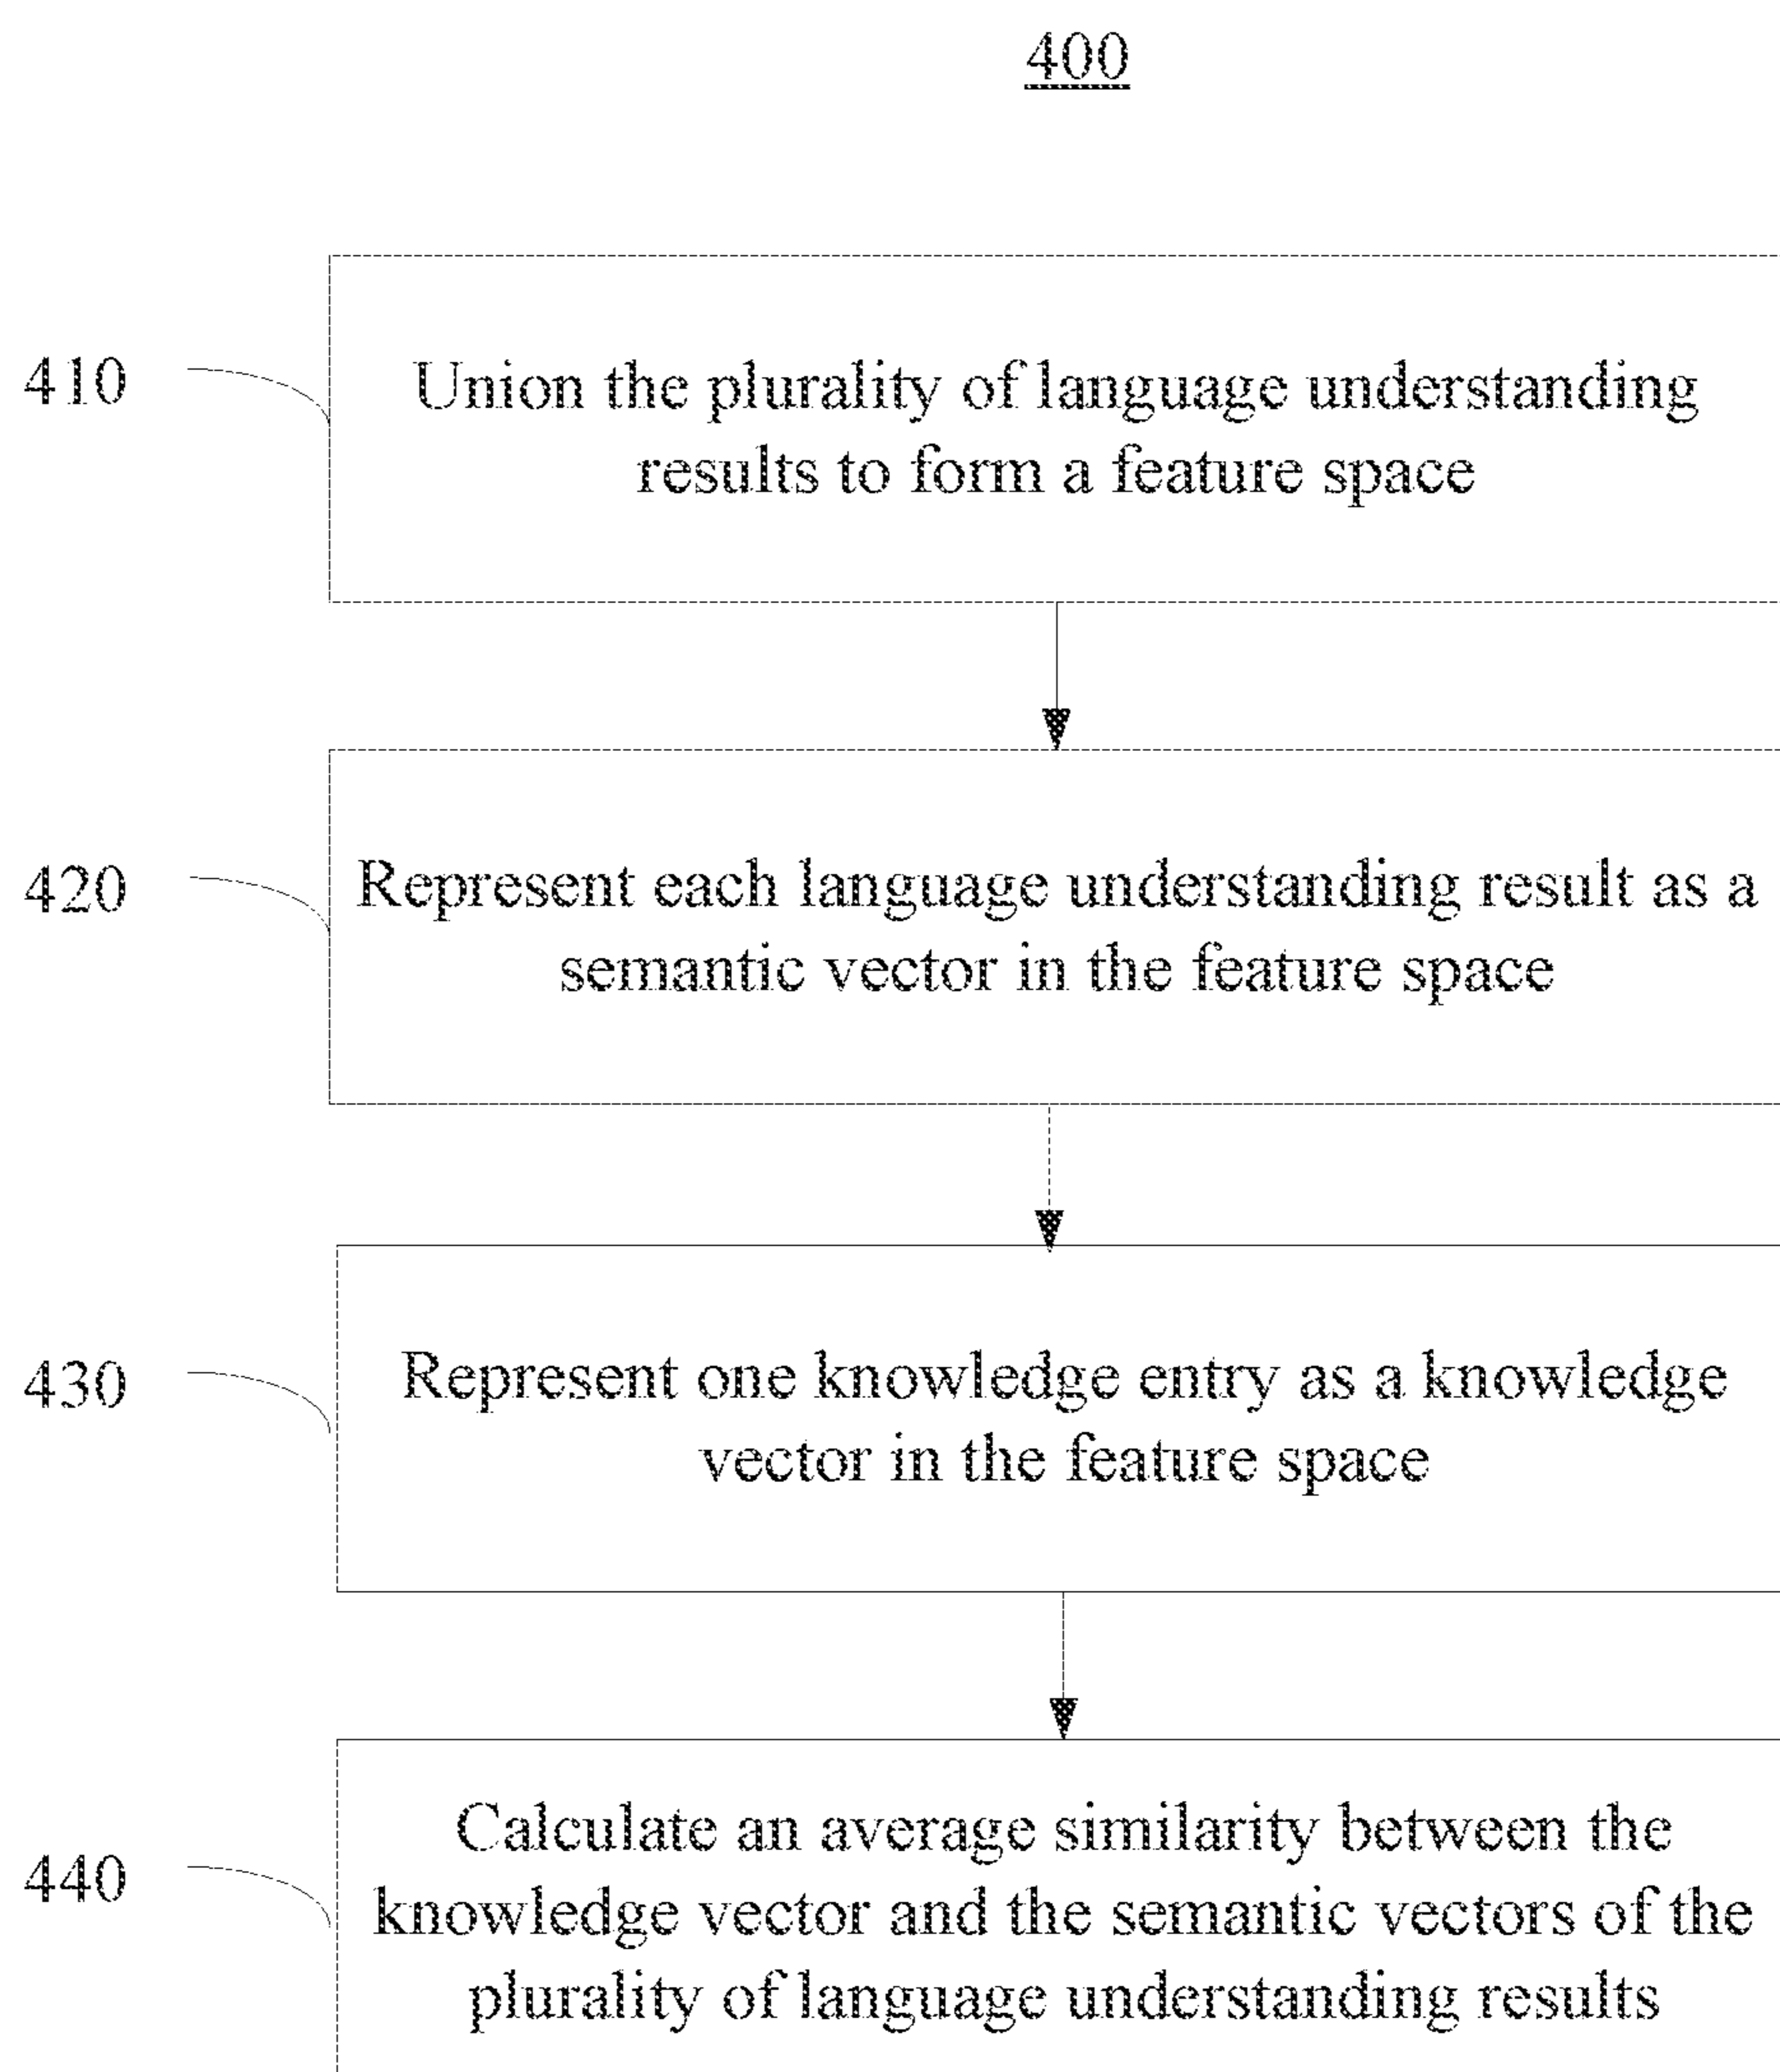 400
410
Union the plurality of language understanding
results to form a feature space
420
Represent each language understanding result as a
semantic vector in the feature space
430
Represent one knowledge entry as a knowledge
vector in the feature space
440
Calculate an average similarity between the
knowledge vector and the semantic vectors of the
plurality of language understanding results